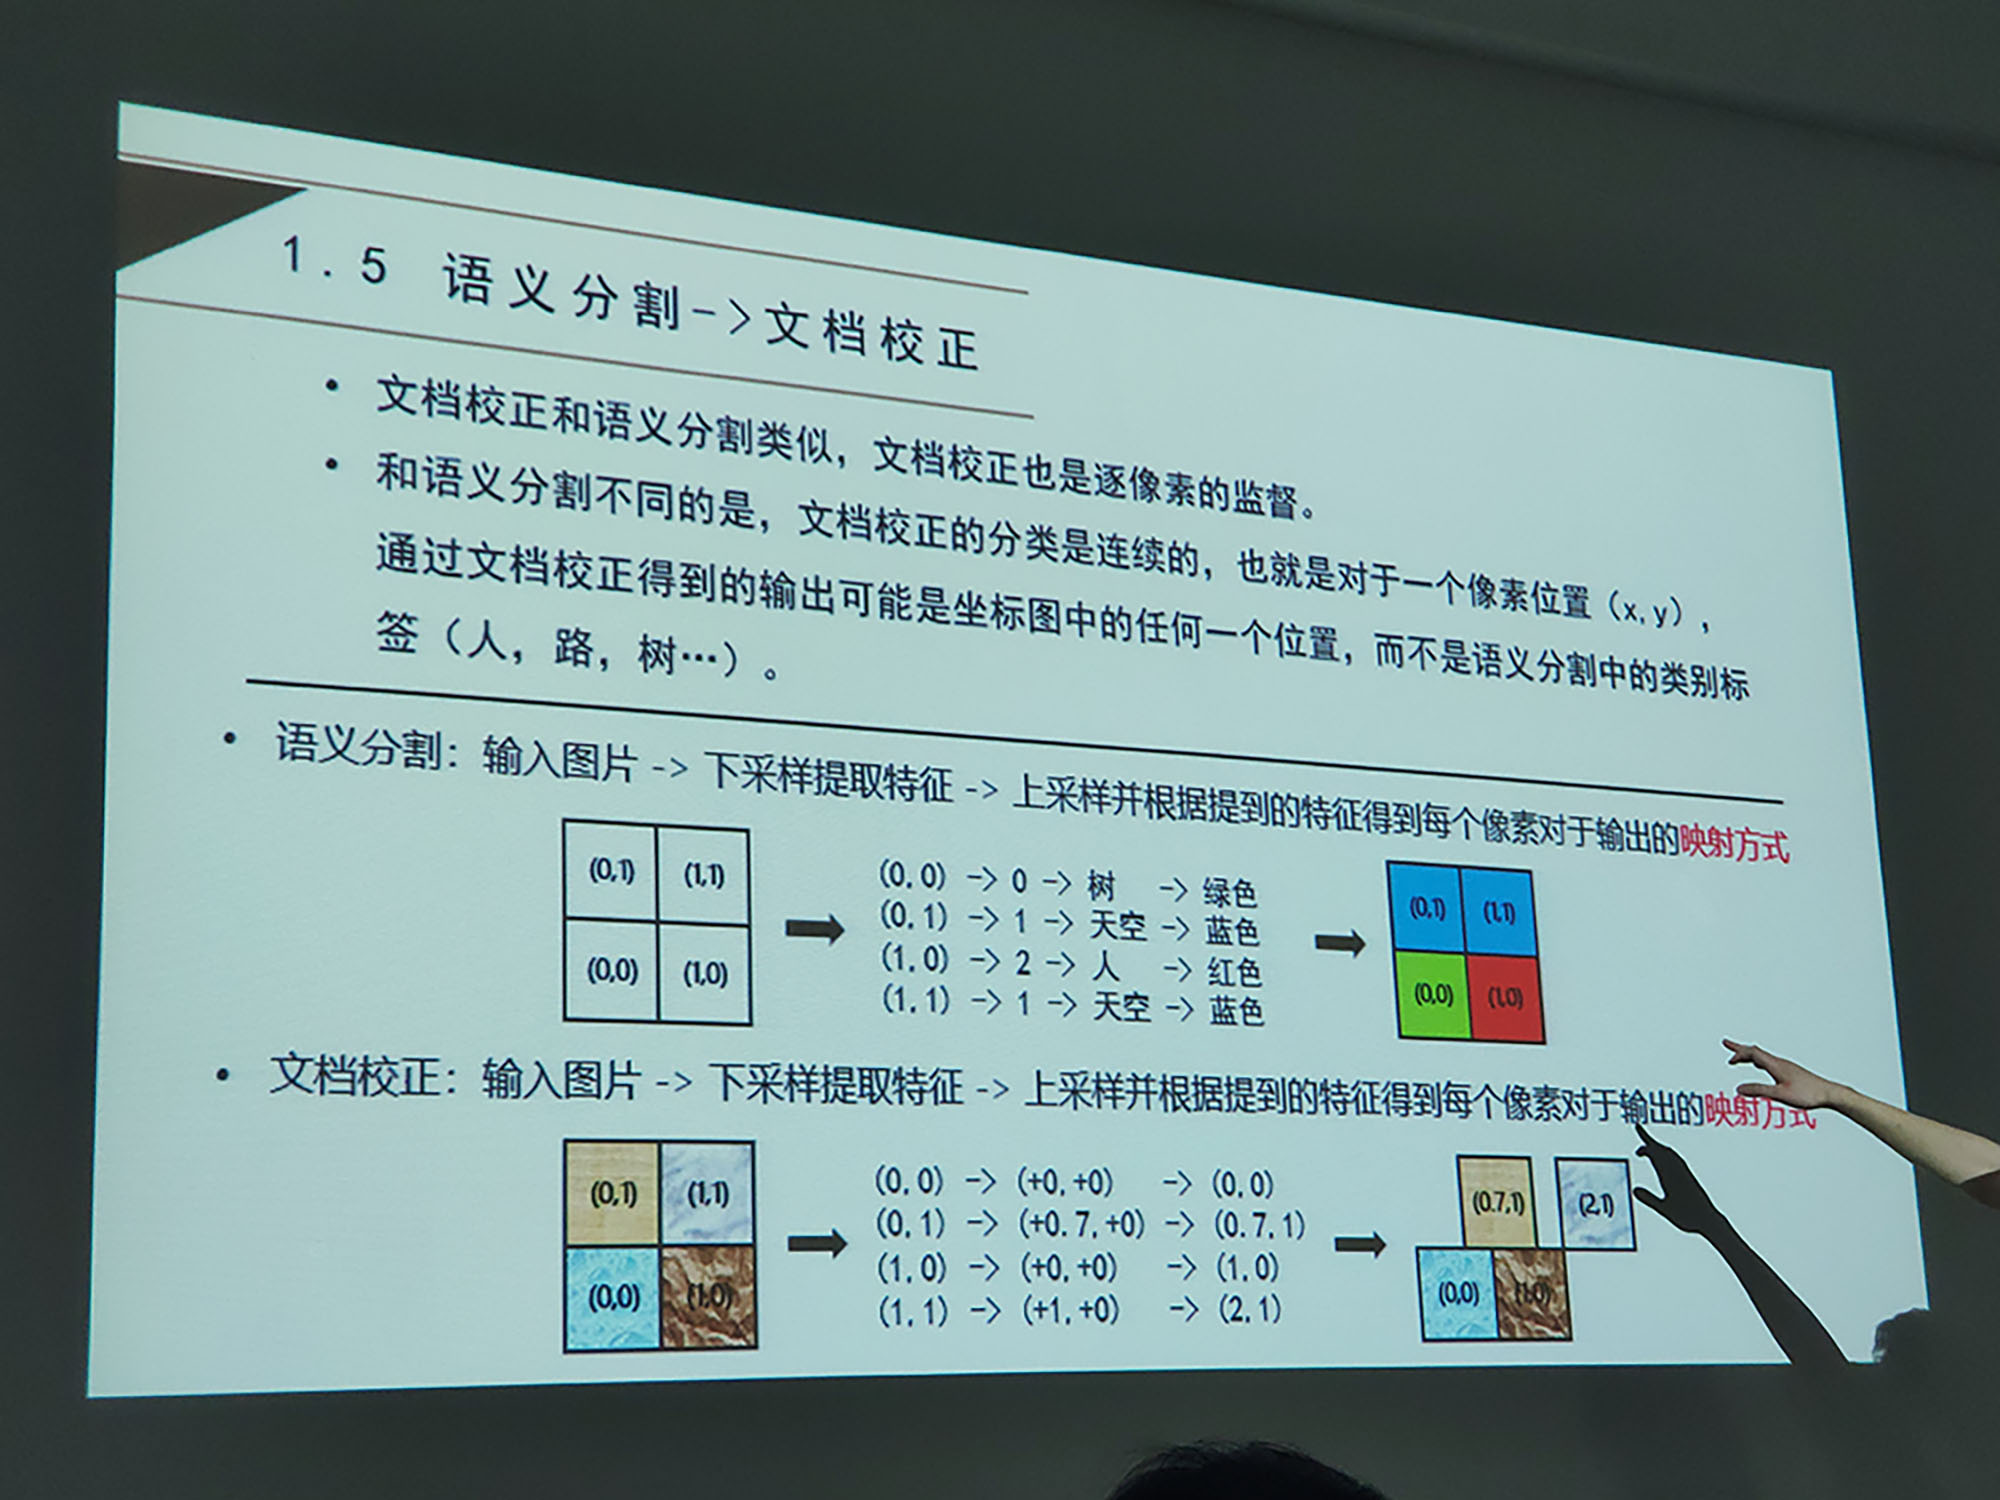 1.5 语义分割->文档校正
• 文档校正和语义分割类似，文档校正也是逐像素的监督。
• 和语义分割不同的是，文档校正的分类是连续的，也就是对于一个像素位置（x,y），
通过文档校正得到的输出可能是坐标图中的任何一个位置，而不是语义分割中的类别标
签（人，路，树…）。
• 语义分割：输入图片 -> 下采样提取特征 -> 上采样并根据提到的特征得到每个像素对于输出的映射方式
(0,1) (1,1)
(0,0) (1,0)
(0,0) -> 0 -> 树 -> 绿色
(0,1) -> 1 -> 天空 -> 蓝色
(1,0) -> 2 -> 人 -> 红色
(1,1) -> 1 -> 天空 -> 蓝色
(0,1) (1,1)
(0,0) (1,0)
• 文档校正：输入图片 -> 下采样提取特征 -> 上采样并根据提到的特征得到每个像素对于输出的映射方式
(0,1) (1,1)
(0,0) (1,0)
(0,0) -> (+0,+0) -> (0,0)
(0,1) -> (+0.7,+0) -> (0.7,1)
(1,0) -> (+0,+0) -> (1,0)
(1,1) -> (+1,+0) -> (2,1)
(0.7,1) (2,1)
(0,0) (1,0)